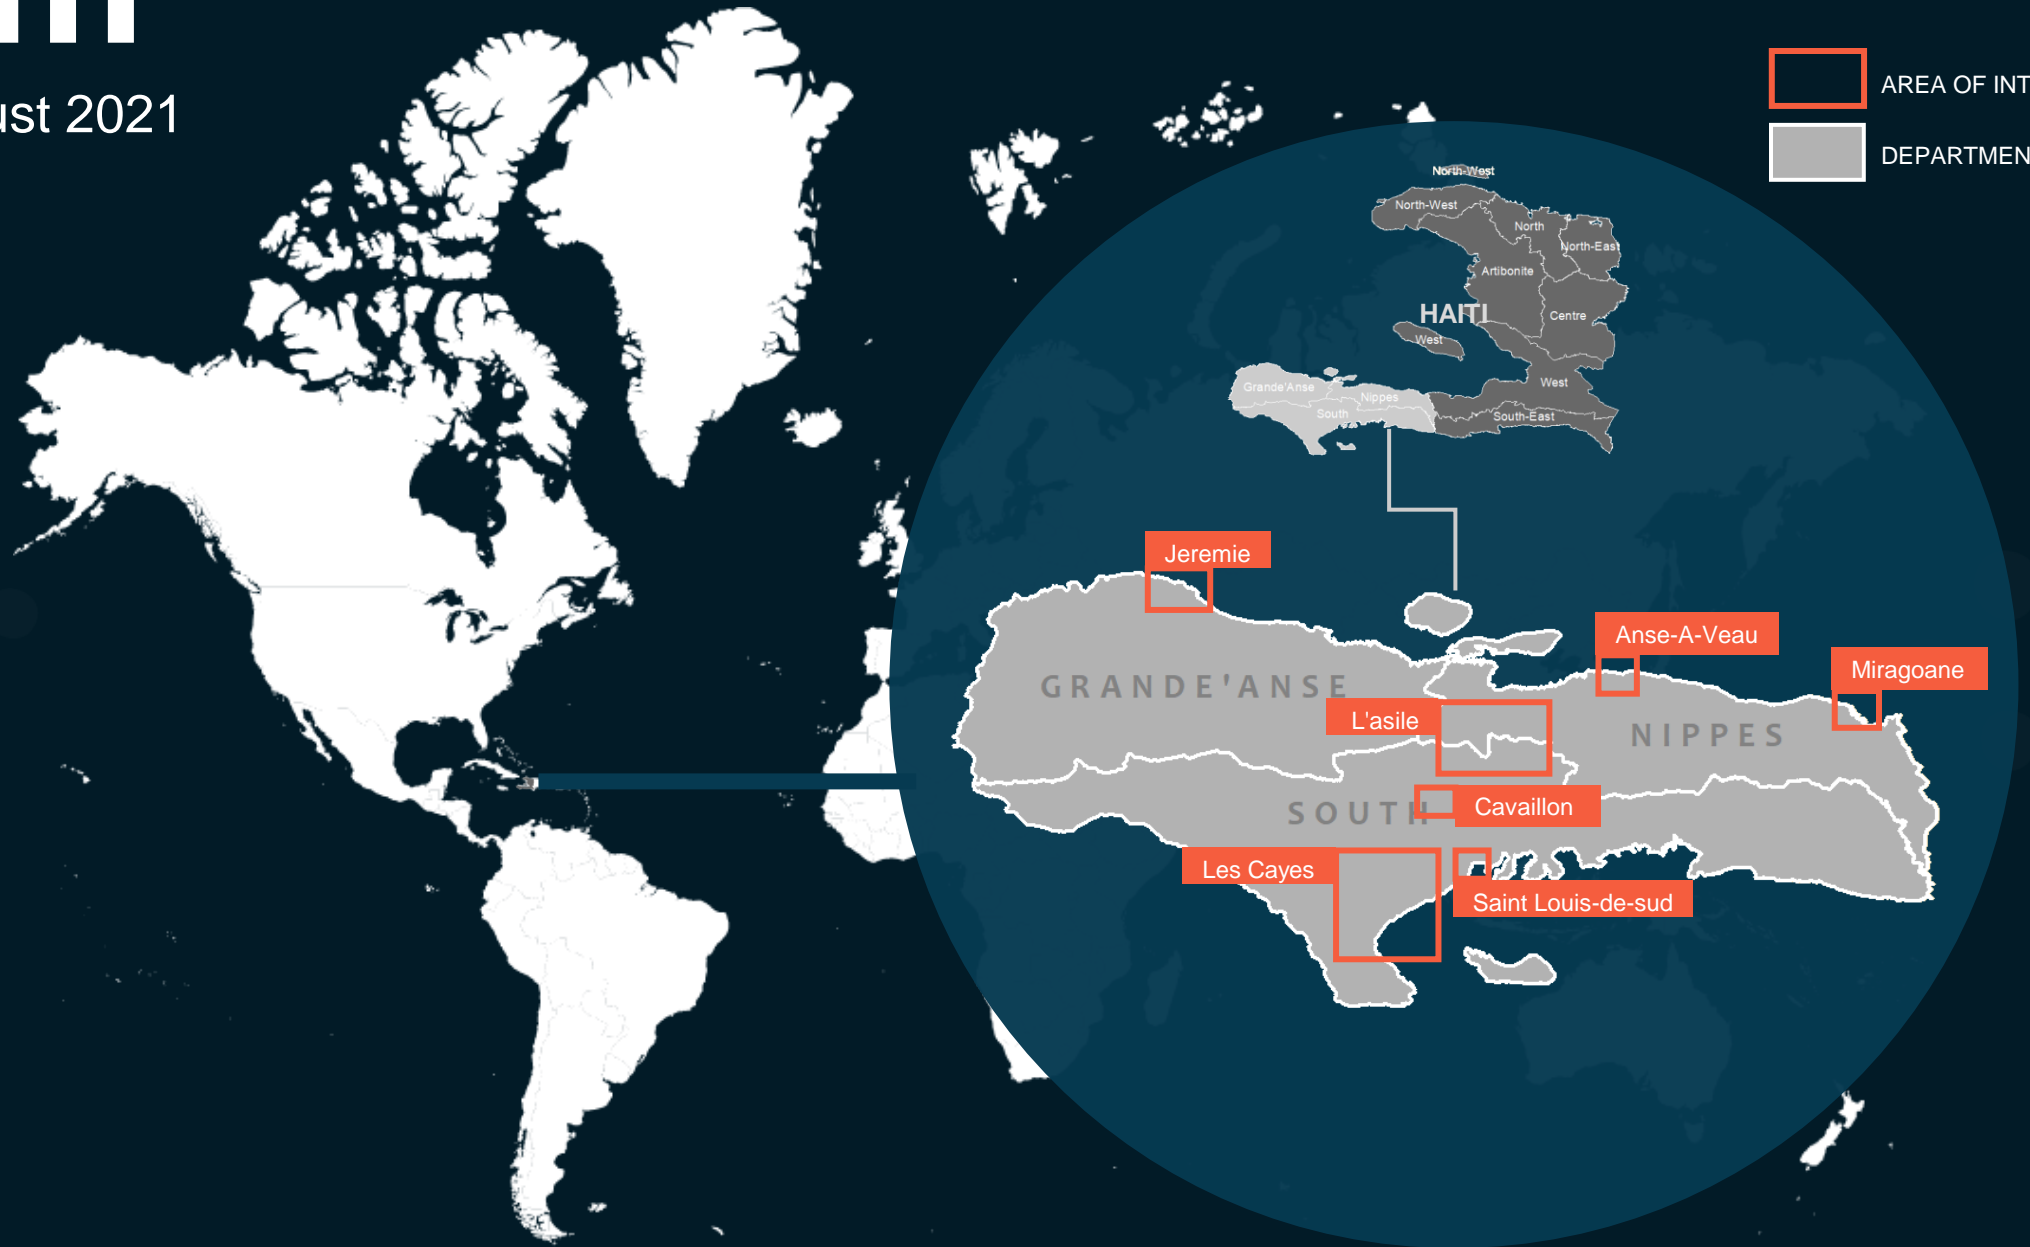 ust 2021
AREA OF INT
DEPARTMEN
North-West
North-West
North
North-East
Artibonite
HAITI
Centre
West
West
Grande'Anse
Nippes
South
South-East
Jeremie
Anse-A-Veau
Miragoane
GRANDE'ANSE
L'asile
NIPPES
SOUTH
Cavaillon
Les Cayes
Saint Louis-de-sud